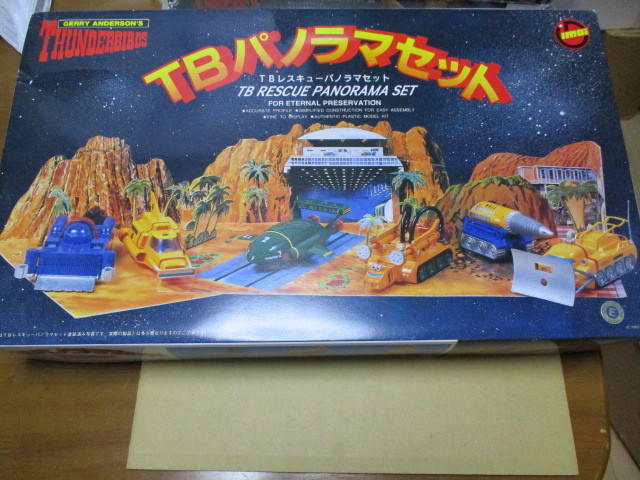 GERRY ANDERSON'S
THUNDERBIRDS
imai
TBパノラマセット
TBレスキューパノラマセット
TB RESCUE PANORAMA SET
FOR ETERNAL PRESERVATION
★ACCURATE PROFILE ★SIMPLIFIED CONSTRUCTION FOR EASY ASSEMBLY
★FINE TO DISPLAY ★AUTHENTIC PLASTIC MODEL KIT
E